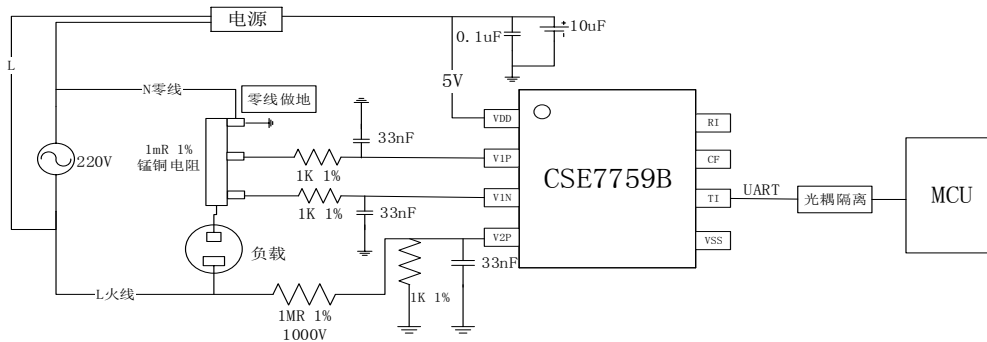 电源
0.1uF
10uF
L
5V
N零线
零线做地
33nF
VDD
RI
220V
1mR 1%
锰铜电阻
1K 1%
V1P
CSE7759B
CF
MCU
1K 1%
33nF
V1N
TI
UART
光耦隔离
负载
V2P
VSS
33nF
1K 1%
L火线
1MR 1%
1000V